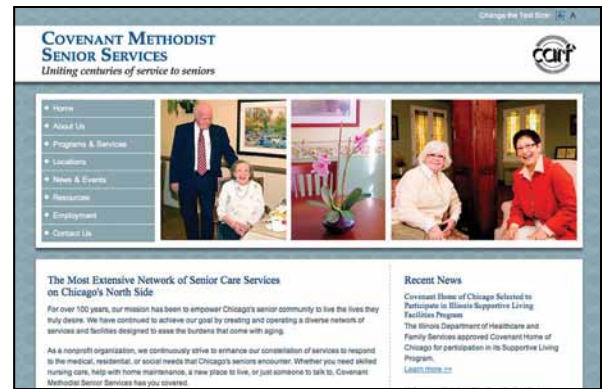 Change the Text Size: A A
COVENANT METHODIST
SENIOR SERVICES
Uniting centuries of service to seniors
carf
Home
About Us
Programs & Services
Locations
News & Events
Resources
Employment
Contact Us
The Most Extensive Network of Senior Care Services
on Chicago's North Side
For over 100 years, our mission has been to empower Chicago's senior community to live the lives they
truly desire. We have continued to achieve our goal by creating and operating a diverse network of
services and facilities designed to ease the burdens that come with aging.
As a nonprofit organization, we continuously strive to enhance our constellation of services to respond
to the medical, residential, or social needs that Chicago's seniors encounter. Whether you need skilled
nursing care, help with home maintenance, a new place to live, or just someone to talk to, Covenant
Methodist Senior Services has you covered.
Recent News
Covenant Home of Chicago Selected to
Participate in Illinois Supportive Living
Facilities Program
The Illinois Department of Healthcare and
Family Services approved Covenant Home of
Chicago for participation in its Supportive Living
Program.
Learn more >>